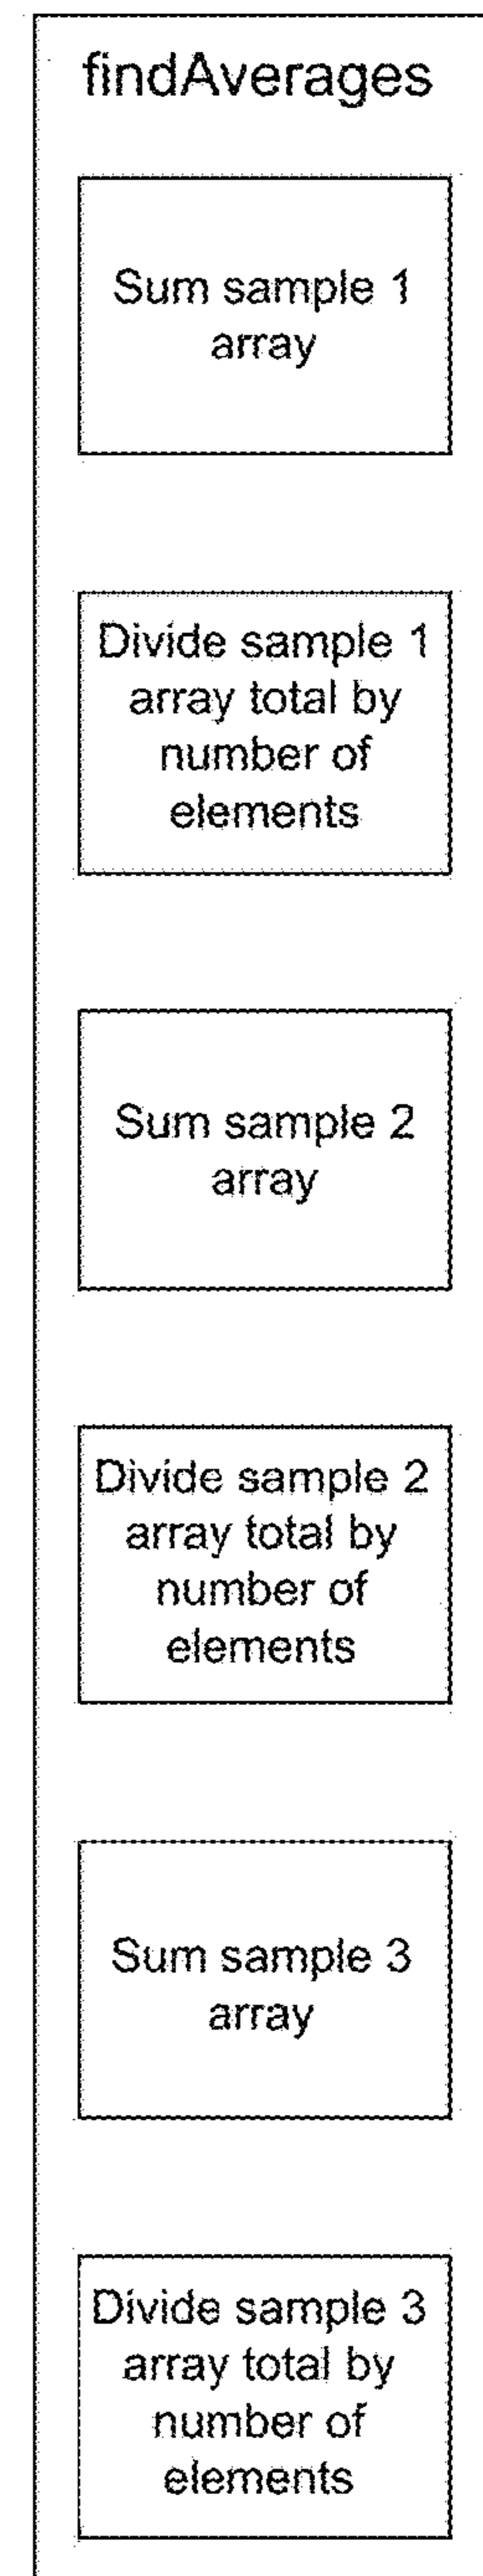 findAverages
Sum sample 1
array
Divide sample 1
array total by
number of
elements
Sum sample 2
array
Divide sample 2
array total by
number of
elements
Sum sample 3
array
Divide sample 3
array total by
number of
elements